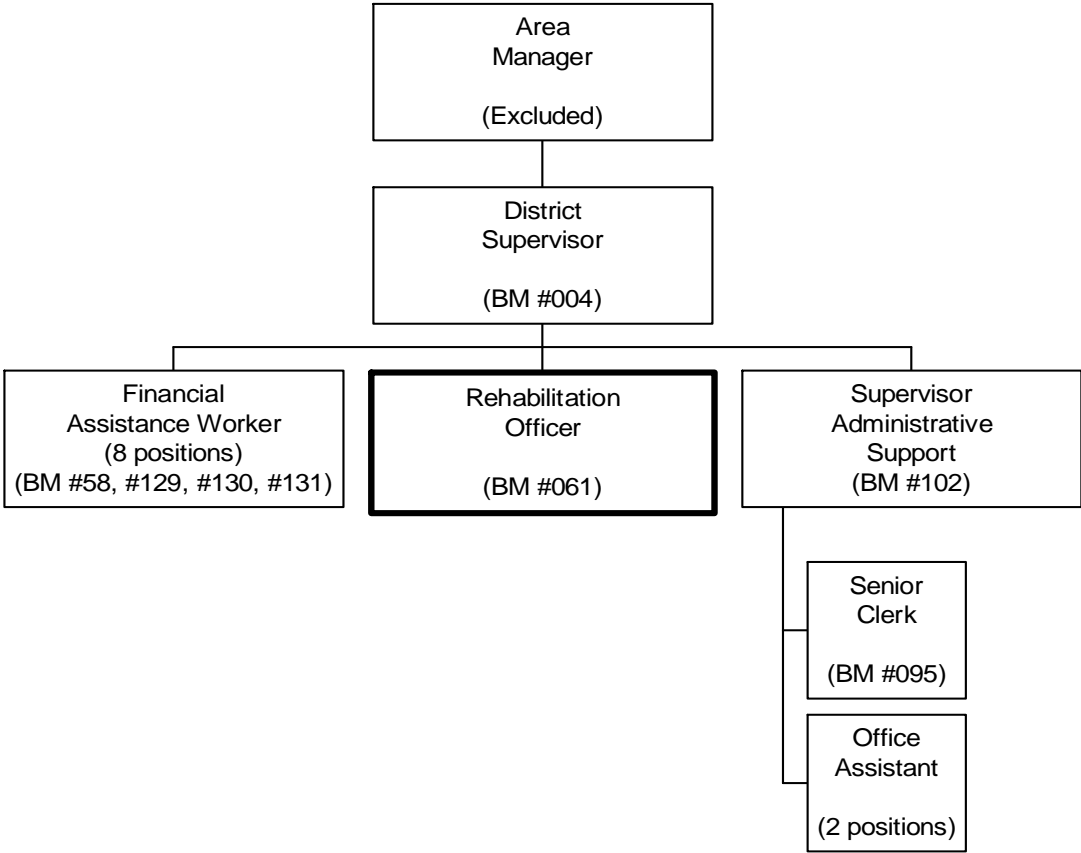 Area
Manager
(Excluded)
District
Supervisor
(BM #004)
Financial
Assistance Worker
(8 positions)
(BM #58, #129, #130, #131)
Rehabilitation
Officer
(BM #061)
Supervisor
Administrative
Support
(BM #102)
Senior
Clerk
(BM #095)
Office
Assistant
(2 positions)